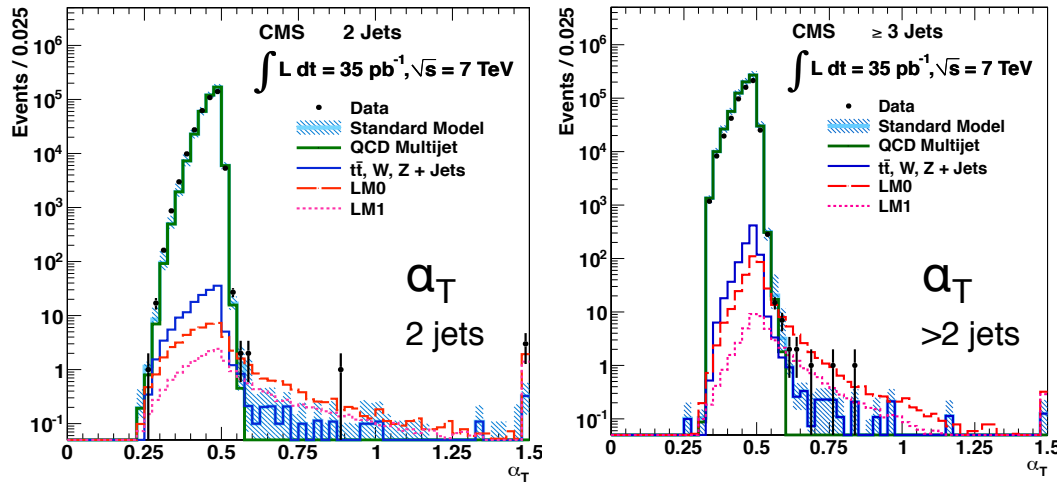 CMS 2 Jets
∫ L dt = 35 pb⁻¹, √s = 7 TeV
Events / 0.025
10⁶
10⁵
10⁴
10³
10²
10
1
10⁻¹
Data
Standard Model
QCD Multijet
tt̄, W, Z + Jets
LM0
LM1
α_T
2 jets
0 0.25 0.5 0.75 1 1.25 1.5
α_T
CMS ≥ 3 Jets
∫ L dt = 35 pb⁻¹, √s = 7 TeV
Events / 0.025
10⁶
10⁵
10⁴
10³
10²
10
1
10⁻¹
Data
Standard Model
QCD Multijet
tt̄, W, Z + Jets
LM0
LM1
α_T
>2 jets
0 0.25 0.5 0.75 1 1.25 1.5
α_T